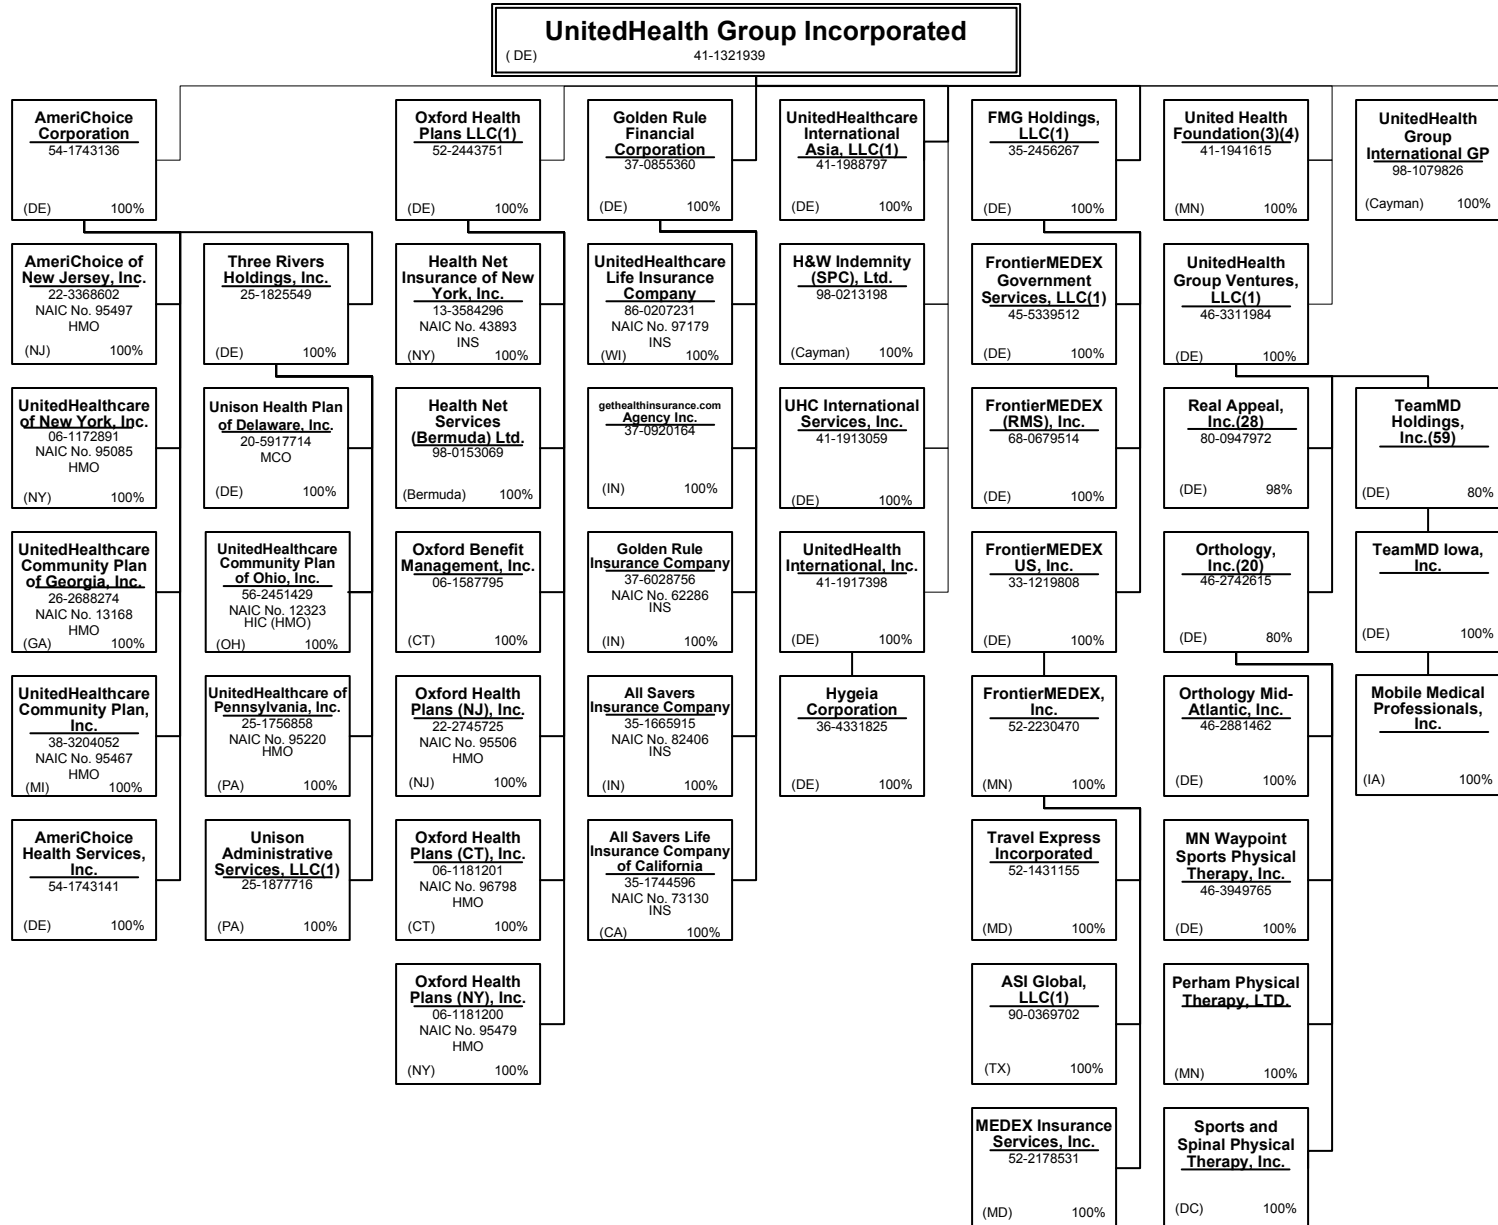 UnitedHealth Group Incorporated
( DE) 41-1321939
AmeriChoice
Corporation
54-1743136
(DE) 100%
Oxford Health
Plans LLC(1)
52-2443751
(DE) 100%
Golden Rule
Financial
Corporation
37-0855360
(DE) 100%
UnitedHealthcare
International
Asia, LLC(1)
41-1988797
(DE) 100%
FMG Holdings,
LLC(1)
35-2456267
(DE) 100%
United Health
Foundation(3)(4)
41-1941615
(MN) 100%
UnitedHealth
Group
International GP
98-1079826
(Cayman) 100%
AmeriChoice of
New Jersey, Inc.
22-3368602
NAIC No. 95497
HMO
(NJ) 100%
Three Rivers
Holdings, Inc.
25-1825549
(DE) 100%
Health Net
Insurance of New
York, Inc.
13-3584296
NAIC No. 43893
INS
(NY) 100%
UnitedHealthcare
Life Insurance
Company
86-0207231
NAIC No. 97179
INS
(WI) 100%
H&W Indemnity
(SPC), Ltd.
98-0213198
(Cayman) 100%
FrontierMEDEX
Government
Services, LLC(1)
45-5339512
(DE) 100%
UnitedHealth
Group Ventures,
LLC(1)
46-3311984
(DE) 100%
UnitedHealthcare
of New York, Inc.
06-1172891
NAIC No. 95085
HMO
(NY) 100%
Unison Health Plan
of Delaware, Inc.
20-5917714
MCO
(DE) 100%
Health Net
Services
(Bermuda) Ltd.
98-0153069
(Bermuda) 100%
gethealthinsurance.com
Agency Inc.
37-0920164
(IN) 100%
UHC International
Services, Inc.
41-1913059
(DE) 100%
FrontierMEDEX
(RMS), Inc.
68-0679514
(DE) 100%
Real Appeal,
Inc.(28)
80-0947972
(DE) 98%
TeamMD
Holdings,
Inc.(59)
(DE) 80%
UnitedHealthcare
Community Plan
of Georgia, Inc.
26-2688274
NAIC No. 13168
HMO
(GA) 100%
UnitedHealthcare
Community Plan
of Ohio, Inc.
56-2451429
NAIC No. 12323
HIC (HMO)
(OH) 100%
Oxford Benefit
Management, Inc.
06-1587795
(CT) 100%
Golden Rule
Insurance Company
37-6028756
NAIC No. 62286
INS
(IN) 100%
UnitedHealth
International, Inc.
41-1917398
(DE) 100%
FrontierMEDEX
US, Inc.
33-1219808
(DE) 100%
Orthology,
Inc.(20)
46-2742615
(DE) 80%
TeamMD Iowa,
Inc.
(DE) 100%
UnitedHealthcare
Community Plan,
Inc.
38-3204052
NAIC No. 95467
HMO
(MI) 100%
UnitedHealthcare of
Pennsylvania, Inc.
25-1756858
NAIC No. 95220
HMO
(PA) 100%
Oxford Health
Plans (NJ), Inc.
22-2745725
NAIC No. 95506
HMO
(NJ) 100%
All Savers
Insurance Company
35-1665915
NAIC No. 82406
INS
(IN) 100%
Hygeia
Corporation
36-4331825
(DE) 100%
FrontierMEDEX,
Inc.
52-2230470
(MN) 100%
Orthology Mid-
Atlantic, Inc.
46-2881462
(DE) 100%
Mobile Medical
Professionals,
Inc.
(IA) 100%
AmeriChoice
Health Services,
Inc.
54-1743141
(DE) 100%
Unison
Administrative
Services, LLC(1)
25-1877716
(PA) 100%
Oxford Health
Plans (CT), Inc.
06-1181201
NAIC No. 96798
HMO
(CT) 100%
All Savers Life
Insurance Company
of California
35-1744596
NAIC No. 73130
INS
(CA) 100%
Travel Express
Incorporated
52-1431155
(MD) 100%
MN Waypoint
Sports Physical
Therapy, Inc.
46-3949765
(DE) 100%
Oxford Health
Plans (NY), Inc.
06-1181200
NAIC No. 95479
HMO
(NY) 100%
ASI Global,
LLC(1)
90-0369702
(TX) 100%
Perham Physical
Therapy, LTD.
(MN) 100%
MEDEX Insurance
Services, Inc.
52-2178531
(MD) 100%
Sports and
Spinal Physical
Therapy, Inc.
(DC) 100%